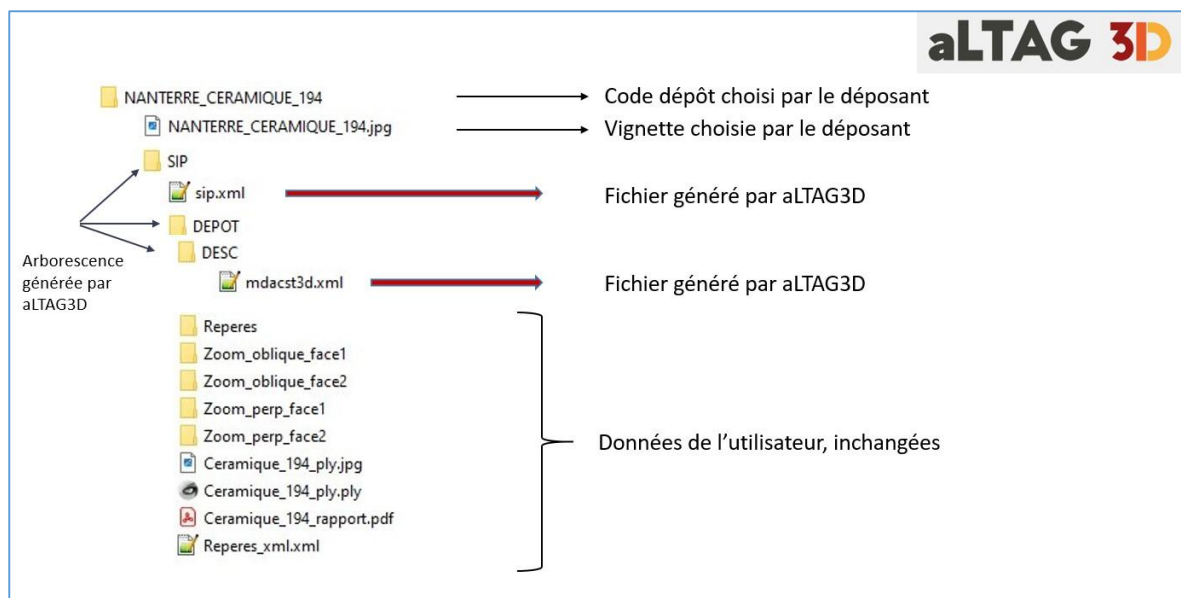 aLTAG 3D
NANTERRE_CERAMIQUE_194
Code dépôt choisi par le déposant
NANTERRE_CERAMIQUE_194.jpg
Vignette choisie par le déposant
SIP
sip.xml
Fichier généré par aLTAG3D
DEPOT
DESC
Arborescence
générée par
aLTAG3D
mdacst3d.xml
Fichier généré par aLTAG3D
Reperes
Zoom_oblique_face1
Zoom_oblique_face2
Zoom_perp_face1
Zoom_perp_face2
Données de l’utilisateur, inchangées
Ceramique_194_ply.jpg
Ceramique_194_ply.ply
Ceramique_194_rapport.pdf
Reperes_xml.xml